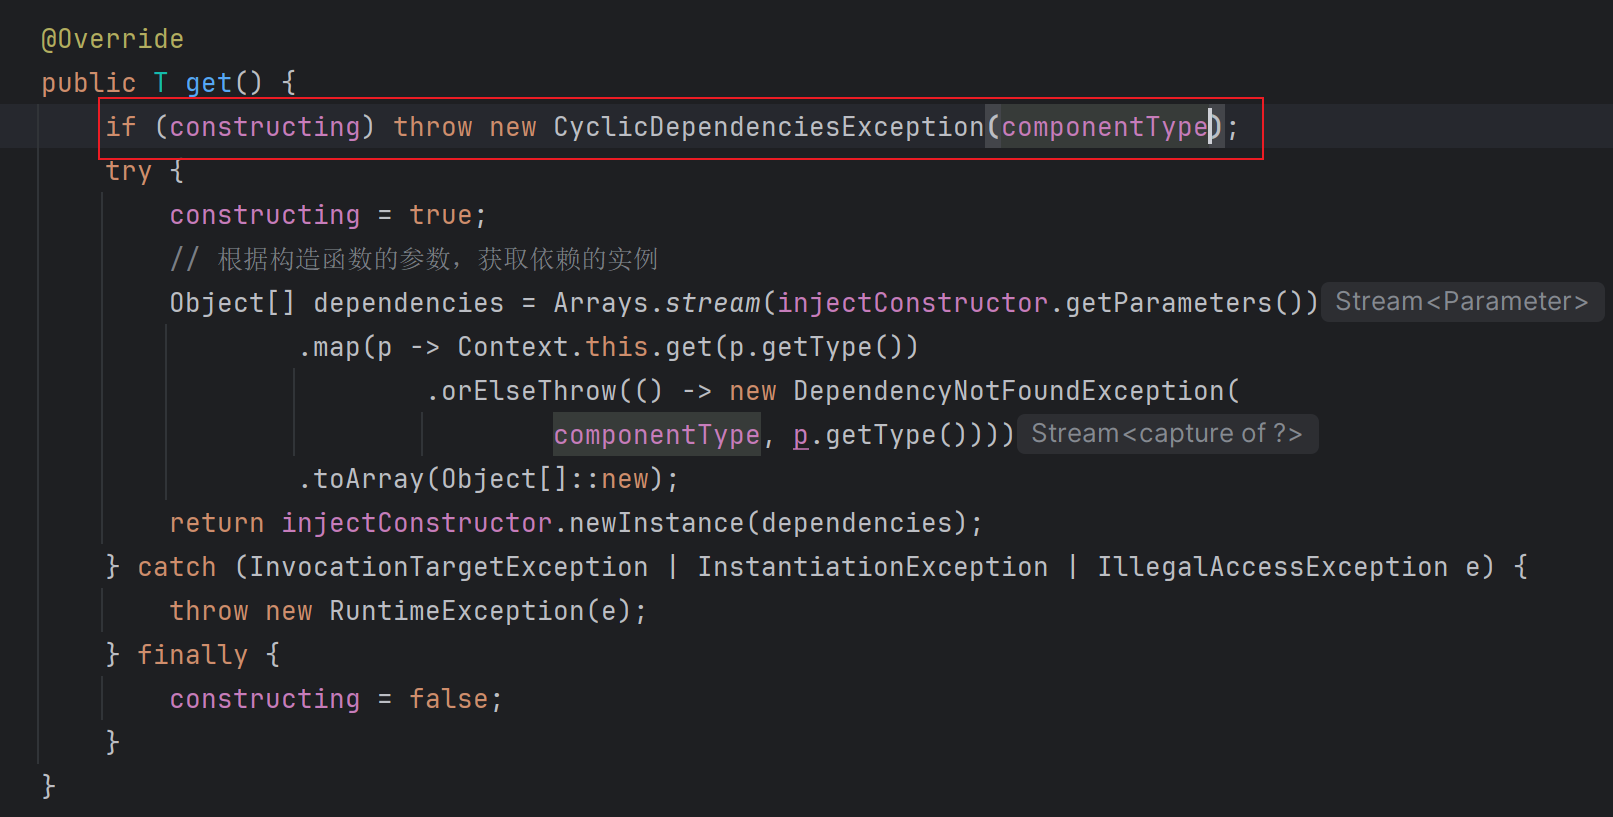 @Override
public T get() {
if (constructing) throw new CyclicDependenciesException(componentType);
try {
constructing = true;
// 根据构造函数的参数，获取依赖的实例
Object[] dependencies = Arrays.stream(injectConstructor.getParameters()) Stream<Parameter>
.map(p -> Context.this.get(p.getType())
.orElseThrow(() -> new DependencyNotFoundException(
componentType, p.getType()))) Stream<capture of ?>
.toArray(Object[]::new);
return injectConstructor.newInstance(dependencies);
} catch (InvocationTargetException | InstantiationException | IllegalAccessException e) {
throw new RuntimeException(e);
} finally {
constructing = false;
}
}